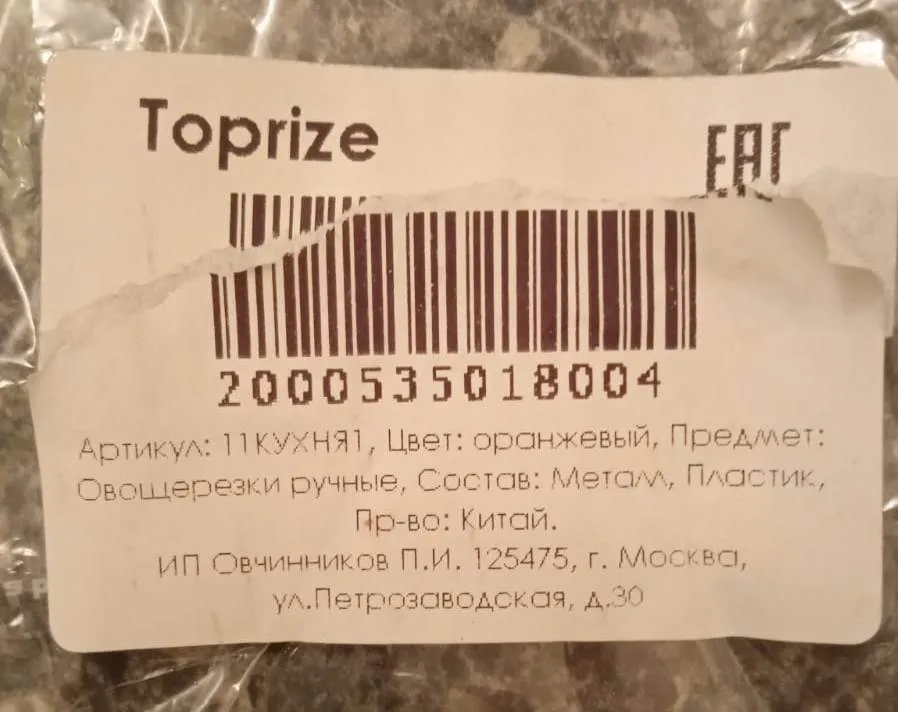 Toprize
EAC
2000535018004
Артикул: 11КУХНЯ1, Цвет: оранжевый, Предмет:
Овощерезки ручные, Состав: Металл, Пластик,
Пр-во: Китай.
ИП Овчинников П.И. 125475, г. Москва,
ул.Петрозаводская, д.30